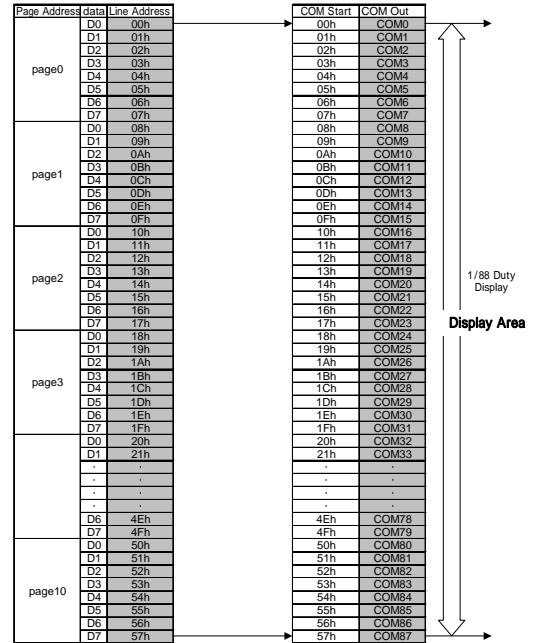 Page Address data Line Address COM Start COM Out
D0 00h 00h COM0
D1 01h 01h COM1
D2 02h 02h COM2
D3 03h 03h COM3
page0 D4 04h 04h COM4
D5 05h 05h COM5
D6 06h 06h COM6
D7 07h 07h COM7
D0 08h 08h COM8
D1 09h 09h COM9
D2 0Ah 0Ah COM10
D3 0Bh 0Bh COM11
page1 D4 0Ch 0Ch COM12
D5 0Dh 0Dh COM13
D6 0Eh 0Eh COM14
D7 0Fh 0Fh COM15
D0 10h 10h COM16
D1 11h 11h COM17
D2 12h 12h COM18
D3 13h 13h COM19
page2 D4 14h 14h COM20
D5 15h 15h COM21
D6 16h 16h COM22
D7 17h 17h COM23
1/88 Duty
Display
Display Area
D0 18h 18h COM24
D1 19h 19h COM25
D2 1Ah 1Ah COM26
D3 1Bh 1Bh COM27
page3 D4 1Ch 1Ch COM28
D5 1Dh 1Dh COM29
D6 1Eh 1Eh COM30
D7 1Fh 1Fh COM31
D0 20h 20h COM32
D1 21h 21h COM33
. . . .
. . . .
. . . .
. . . .
D6 4Eh 4Eh COM78
D7 4Fh 4Fh COM79
D0 50h 50h COM80
D1 51h 51h COM81
D2 52h 52h COM82
D3 53h 53h COM83
page10 D4 54h 54h COM84
D5 55h 55h COM85
D6 56h 56h COM86
D7 57h 57h COM87